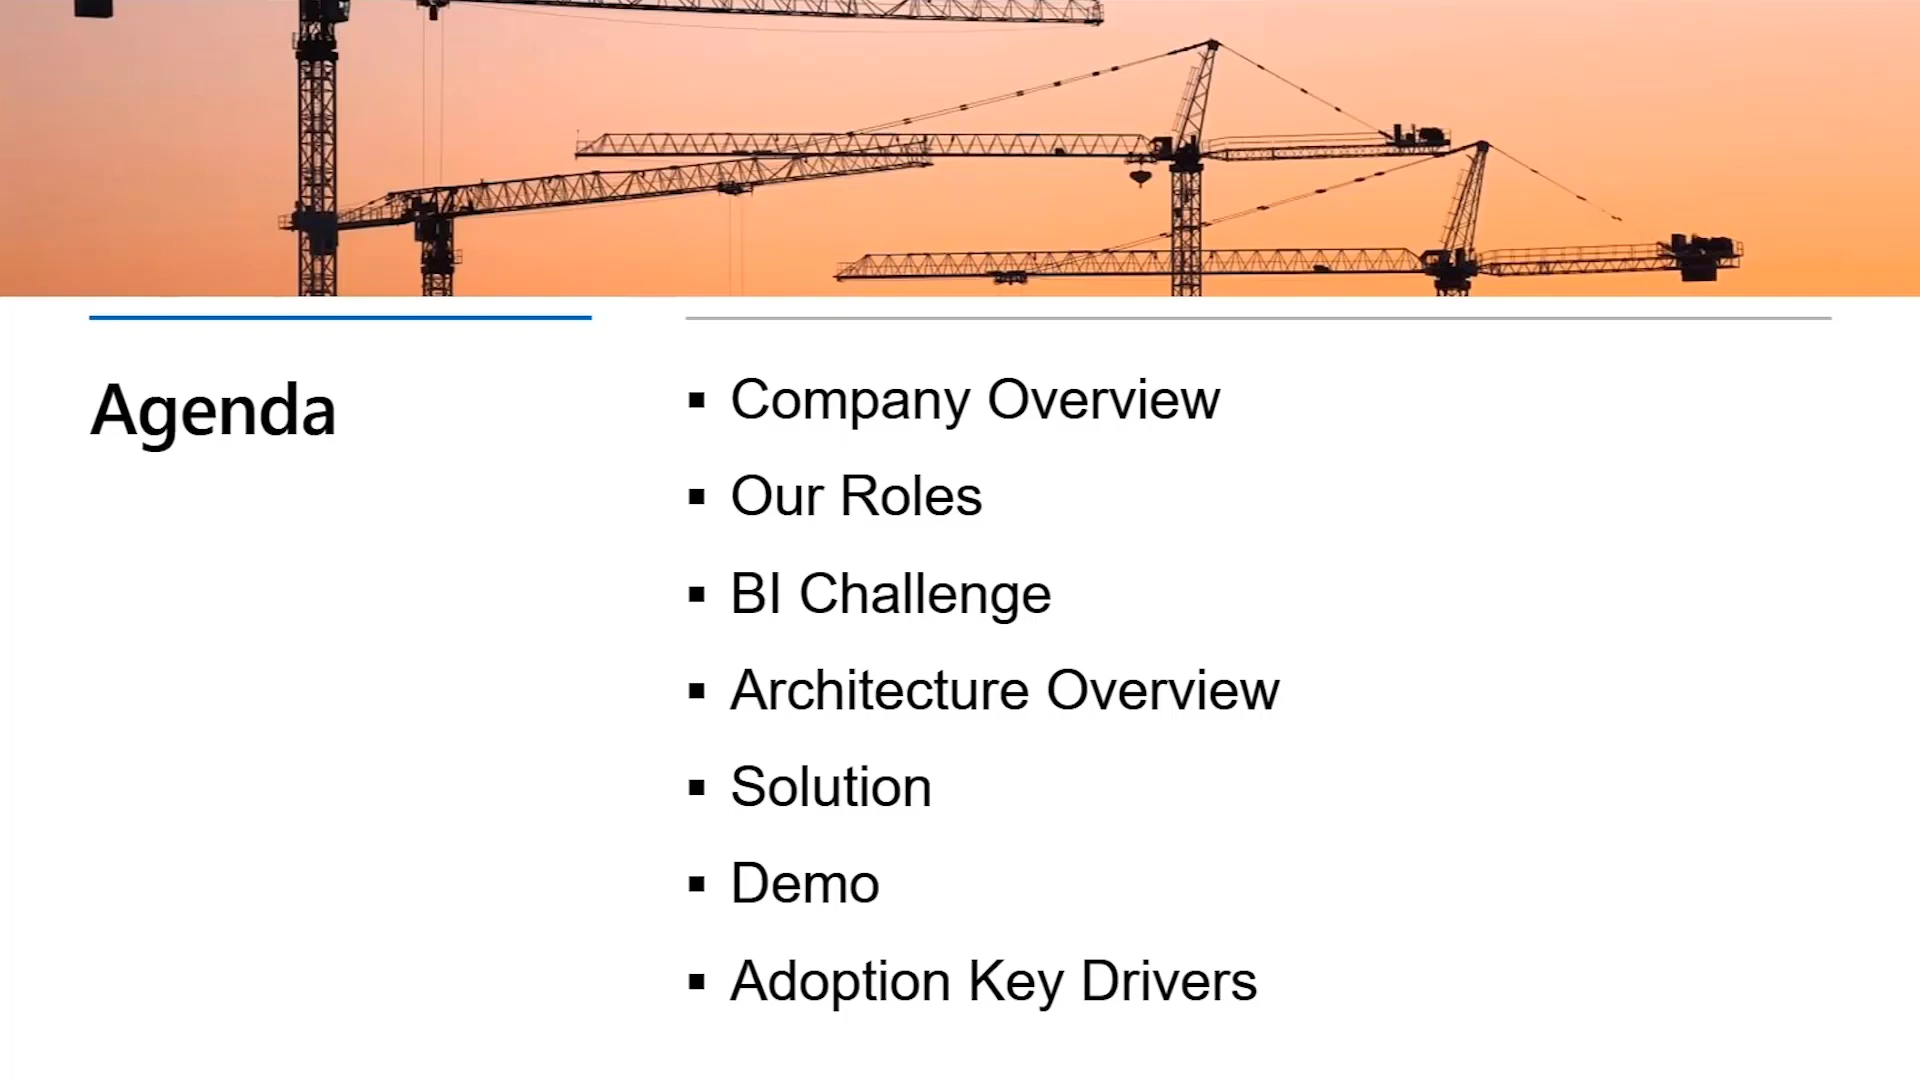 Agenda
▪ Company Overview
▪ Our Roles
▪ BI Challenge
▪ Architecture Overview
▪ Solution
▪ Demo
▪ Adoption Key Drivers